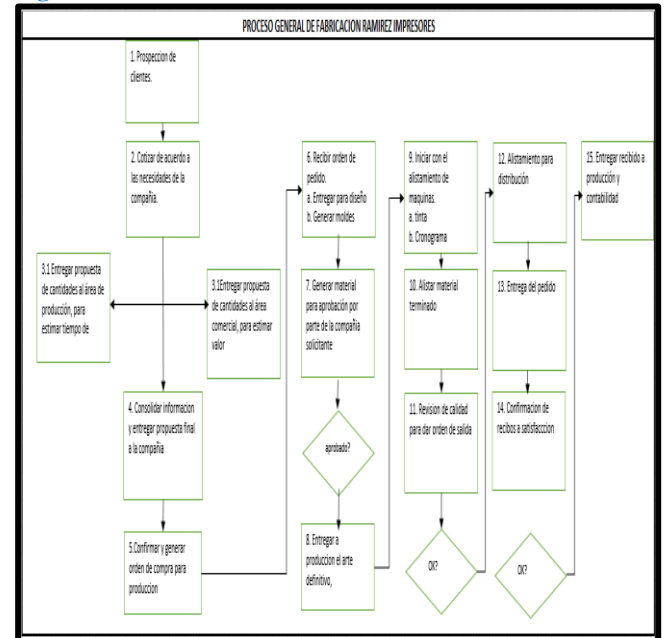 PROCESO GENERAL DE FABRICACION RAMIREZ IMPRESORES
1. Prospeccion de
clientes.
2. Cotizar de acuerdo a
las necesidades de la
compañía.
3.1 Entregar propuesta
de cantidades al área de
producción, para
estimar tiempo de
3.1Entregar propuesta
de cantidades al área
comercial, para estimar
valor
4. Consolidar informacion
y entregar propuesta final
a la compañía
5.Confirmar y generar
orden de compra para
produccion
6. Recibir orden de
pedido.
a. Entregar para diseño
b. Generar moldes
7. Generar material
para aprobación por
parte de la compañía
solicitante
aprobado?
8. Entregar a
produccion el arte
definitivo,
9. Iniciar con el
alistamiento de
maquinas.
a. tinta
b. Cronograma
10. Alistar material
terminado
11. Revision de calidad
para dar orden de salida
OK?
12. Alistamiento para
distribución
13. Entrega del pedido
14. Confirmacion de
recibos a satisfaccion
OK?
15. Entregar recibido a
producción y
contabilidad